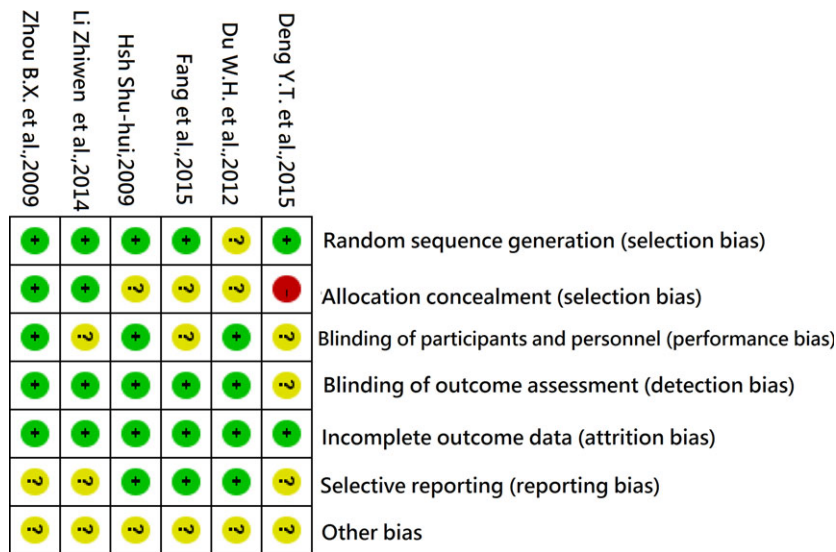 Zhou B.X. et al.,2009
Li Zhiwen et al.,2014
Hsh Shu-hui,2009
Fang et al.,2015
Du W.H. et al.,2012
Deng Y.T. et al.,2015
+ + + + ? + Random sequence generation (selection bias)
+ + ? ? ? - Allocation concealment (selection bias)
+ ? + ? + ? Blinding of participants and personnel (performance bias)
+ + + + + ? Blinding of outcome assessment (detection bias)
+ + + + + + Incomplete outcome data (attrition bias)
? ? + + + ? Selective reporting (reporting bias)
? ? ? ? ? ? Other bias